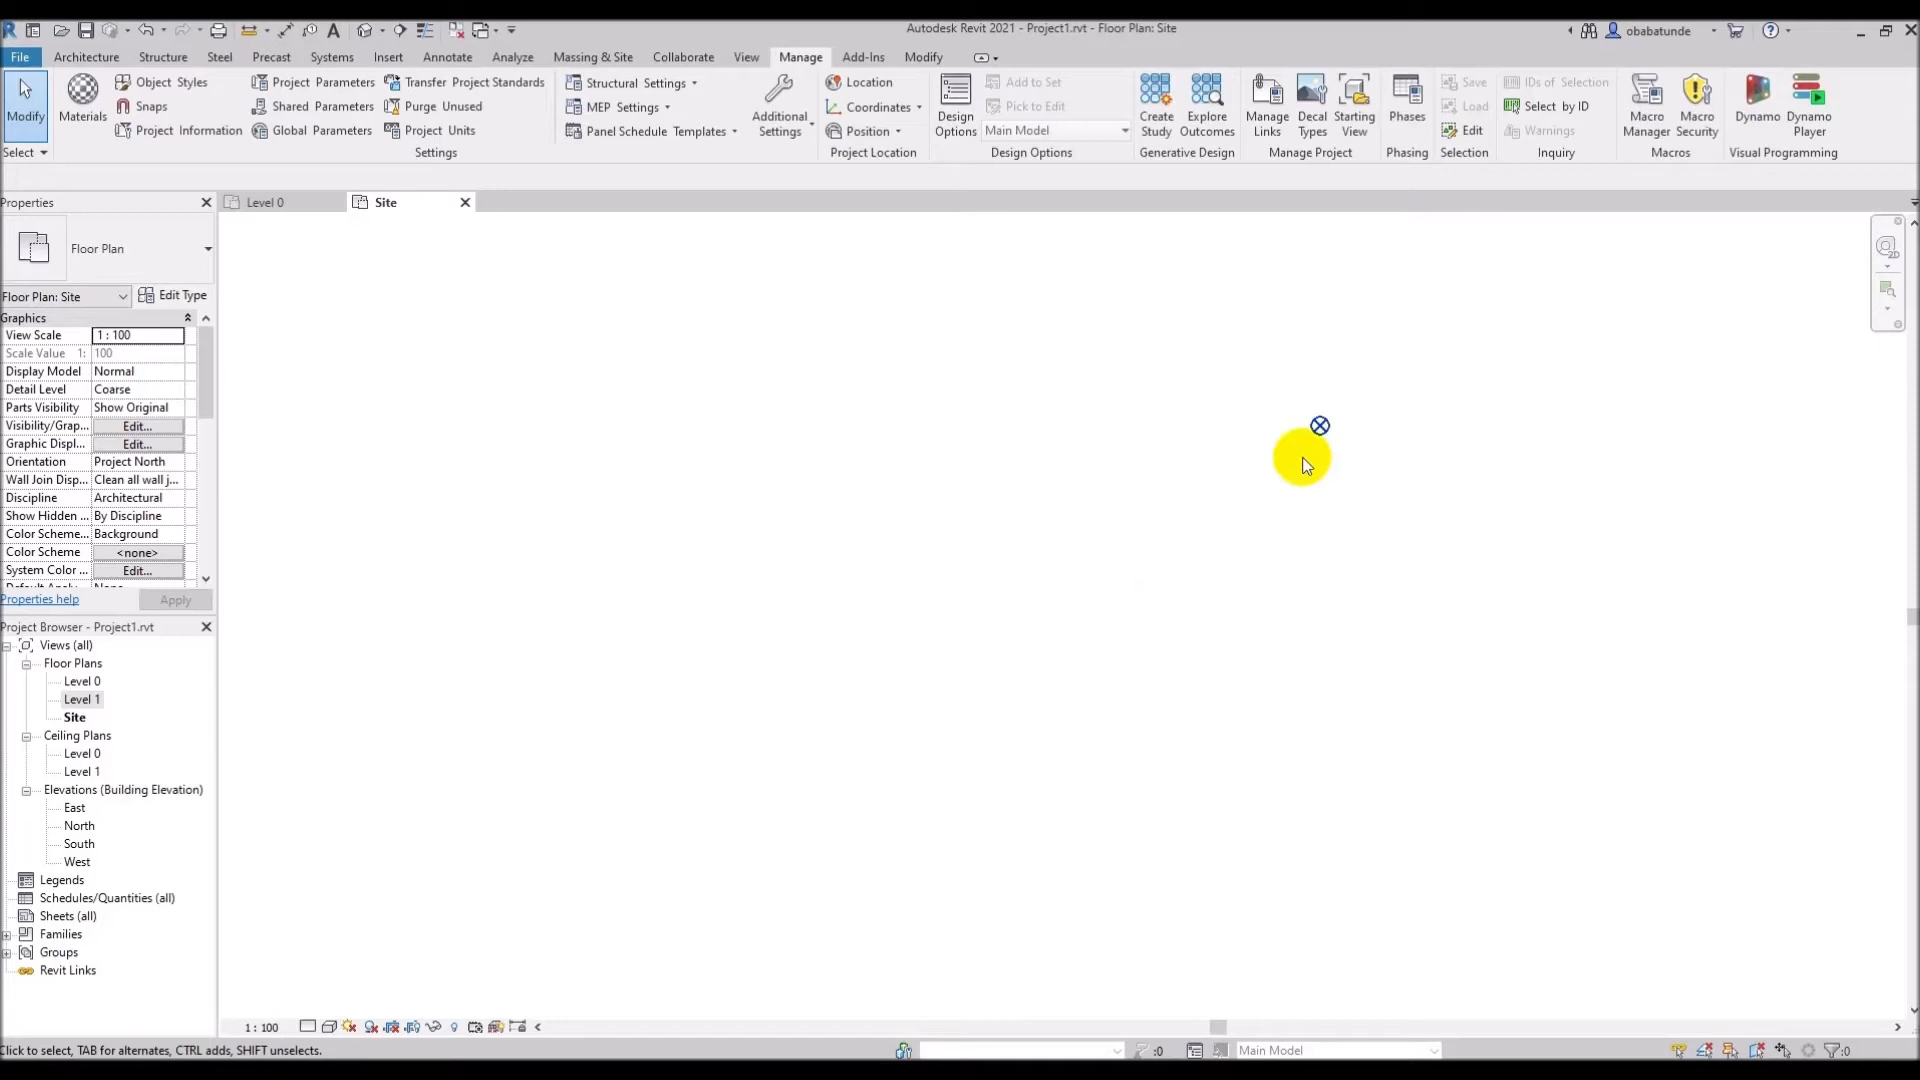 Autodesk Revit 2021 - Project1.rvt - Floor Plan: Site
obabatunde
File Architecture Structure Steel Precast Systems Insert Annotate Analyze Massing & Site Collaborate View Manage Add-Ins Modify
Modify
Materials
Object Styles
Snaps
Project Information
Project Parameters
Shared Parameters
Global Parameters
Transfer Project Standards
Purge Unused
Project Units
Structural Settings
MEP Settings
Panel Schedule Templates
Additional Settings
Location
Coordinates
Position
Design Options
Add to Set
Pick to Edit
Main Model
Create Study
Explore Outcomes
Manage Links
Decal Types
Starting View
Phases
Save
Load
Edit
IDs of Selection
Select by ID
Warnings
Macro Manager
Macro Security
Dynamo
Dynamo Player
Select Settings Project Location Design Options Generative Design Manage Project Phasing Selection Inquiry Macros Visual Programming
Properties
Level 0
Site
Floor Plan
Floor Plan: Site
Edit Type
Graphics
View Scale 1 : 100
Scale Value 1: 100
Display Model Normal
Detail Level Coarse
Parts Visibility Show Original
Visibility/Grap... Edit...
Graphic Displ... Edit...
Orientation Project North
Wall Join Disp... Clean all wall j...
Discipline Architectural
Show Hidden ... By Discipline
Color Scheme... Background
Color Scheme <none>
System Color ... Edit...
Properties help Apply
Project Browser - Project1.rvt
Views (all)
Floor Plans
Level 0
Level 1
Site
Ceiling Plans
Level 0
Level 1
Elevations (Building Elevation)
East
North
South
West
Legends
Schedules/Quantities (all)
Sheets (all)
Families
Groups
Revit Links
2D
1 : 100
Click to select, TAB for alternates, CTRL adds, SHIFT unselects.
:0
Main Model
:0